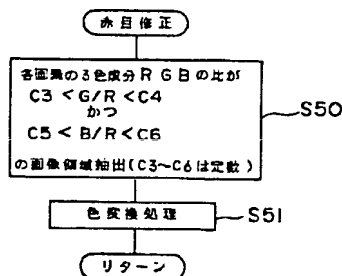 赤目修正
各画素の3色成分RGBの比が
C3<G/R<C4
かつ
C5<B/R<C6
の画像領域抽出(C3~C6は定数)
S50
色変換処理
S51
リターン